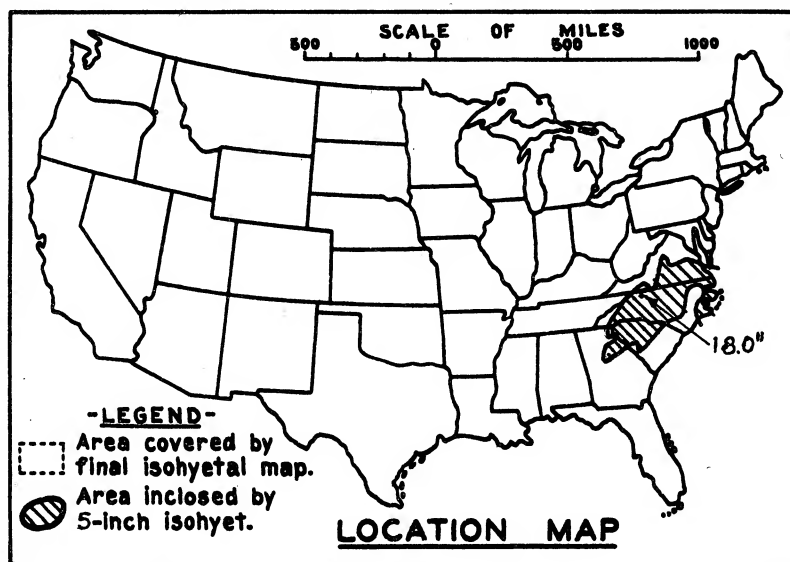 SCALE OF MILES
500 0 500 1000
18.0"
-LEGEND-
Area covered by
final isohyetal map.
Area inclosed by
5-inch isohyet.
LOCATION MAP